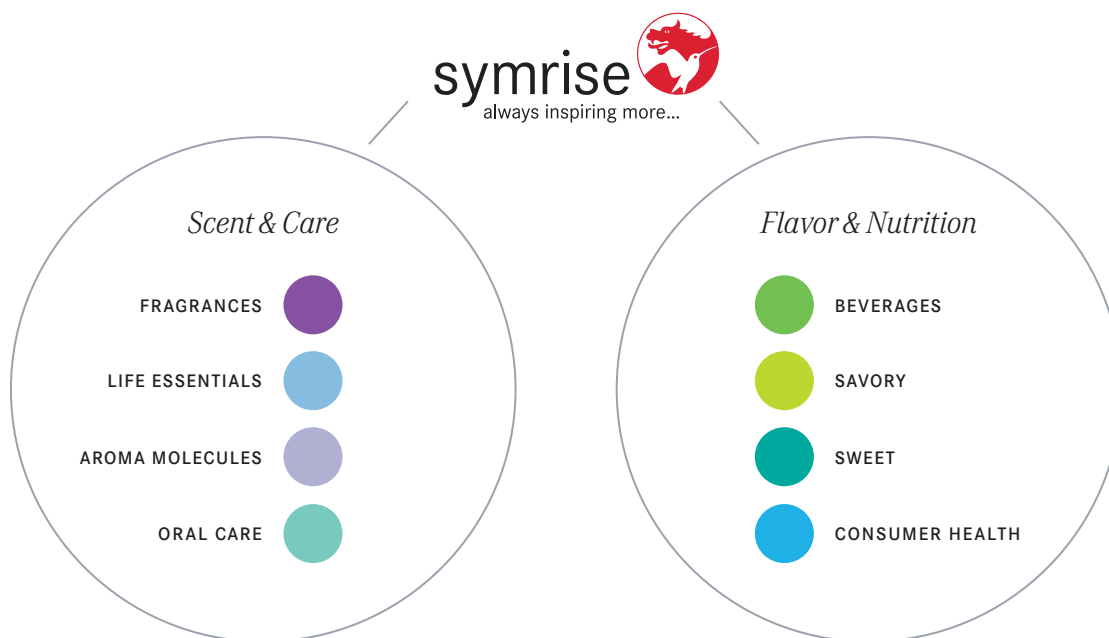 symrise
always inspiring more...
Scent & Care
FRAGRANCES
LIFE ESSENTIALS
AROMA MOLECULES
ORAL CARE
Flavor & Nutrition
BEVERAGES
SAVORY
SWEET
CONSUMER HEALTH